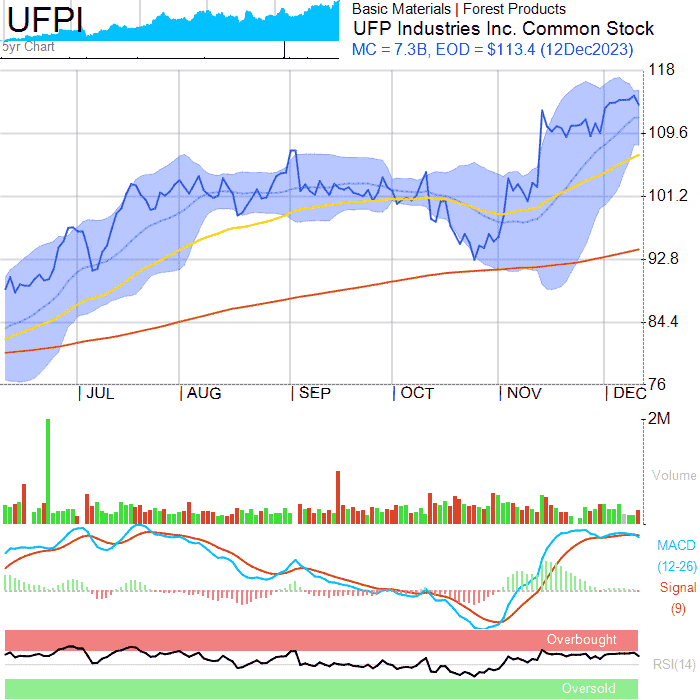 UFPI
5yr Chart
Basic Materials | Forest Products
UFP Industries Inc. Common Stock
MC = 7.3B, EOD = $113.4 (12Dec2023)
118
109.6
101.2
92.8
84.4
76
| JUL | AUG | SEP | OCT | NOV | DEC
2M
Volume
MACD
(12-26)
Signal
(9)
Overbought
RSI(14)
Oversold